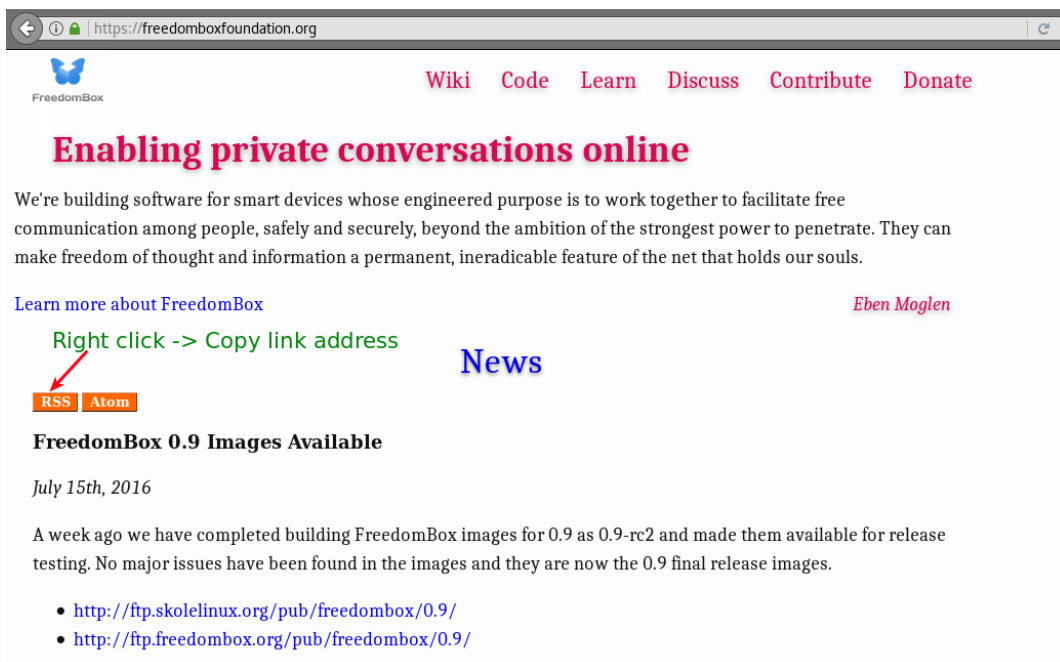 https://freedomboxfoundation.org
FreedomBox
Wiki Code Learn Discuss Contribute Donate
Enabling private conversations online
We're building software for smart devices whose engineered purpose is to work together to facilitate free
communication among people, safely and securely, beyond the ambition of the strongest power to penetrate. They can
make freedom of thought and information a permanent, ineradicable feature of the net that holds our souls.
Learn more about FreedomBox
Eben Moglen
Right click -> Copy link address
News
RSS Atom
FreedomBox 0.9 Images Available
July 15th, 2016
A week ago we have completed building FreedomBox images for 0.9 as 0.9-rc2 and made them available for release
testing. No major issues have been found in the images and they are now the 0.9 final release images.
• http://ftp.skolelinux.org/pub/freedombox/0.9/
• http://ftp.freedombox.org/pub/freedombox/0.9/